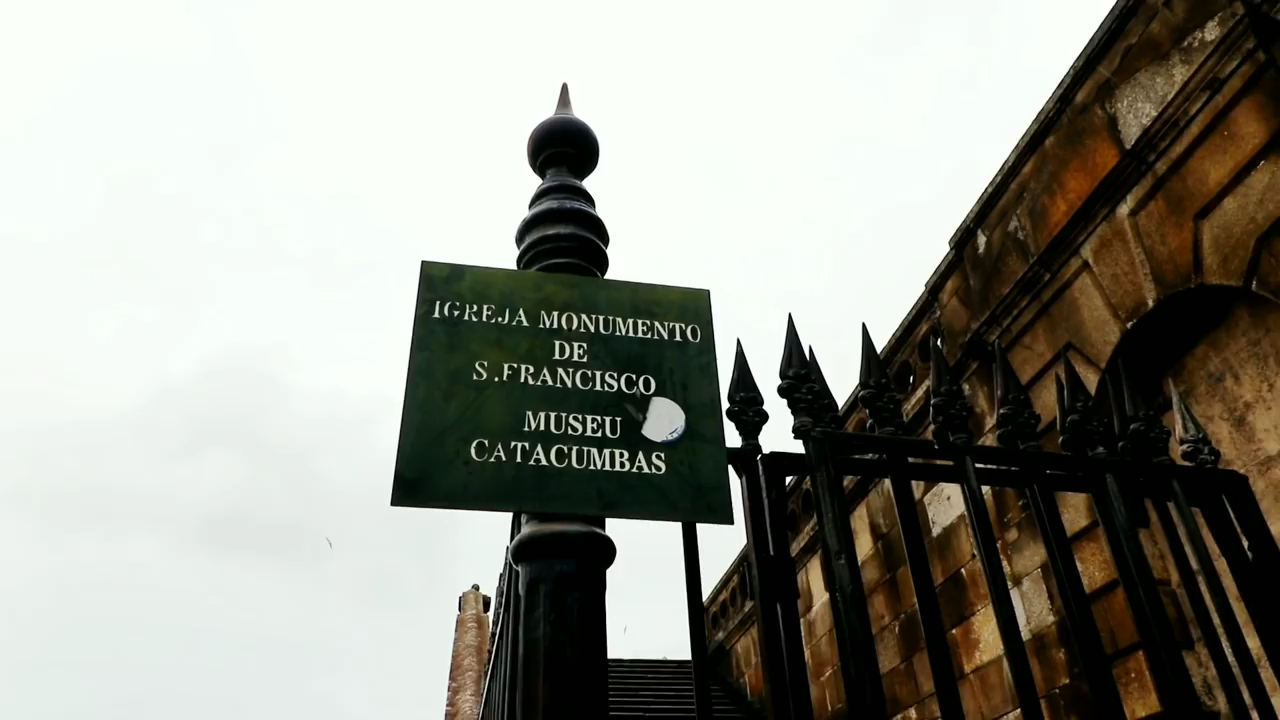 IGREJA MONUMENTO
DE
S.FRANCISCO
MUSEU
CATACUMBAS